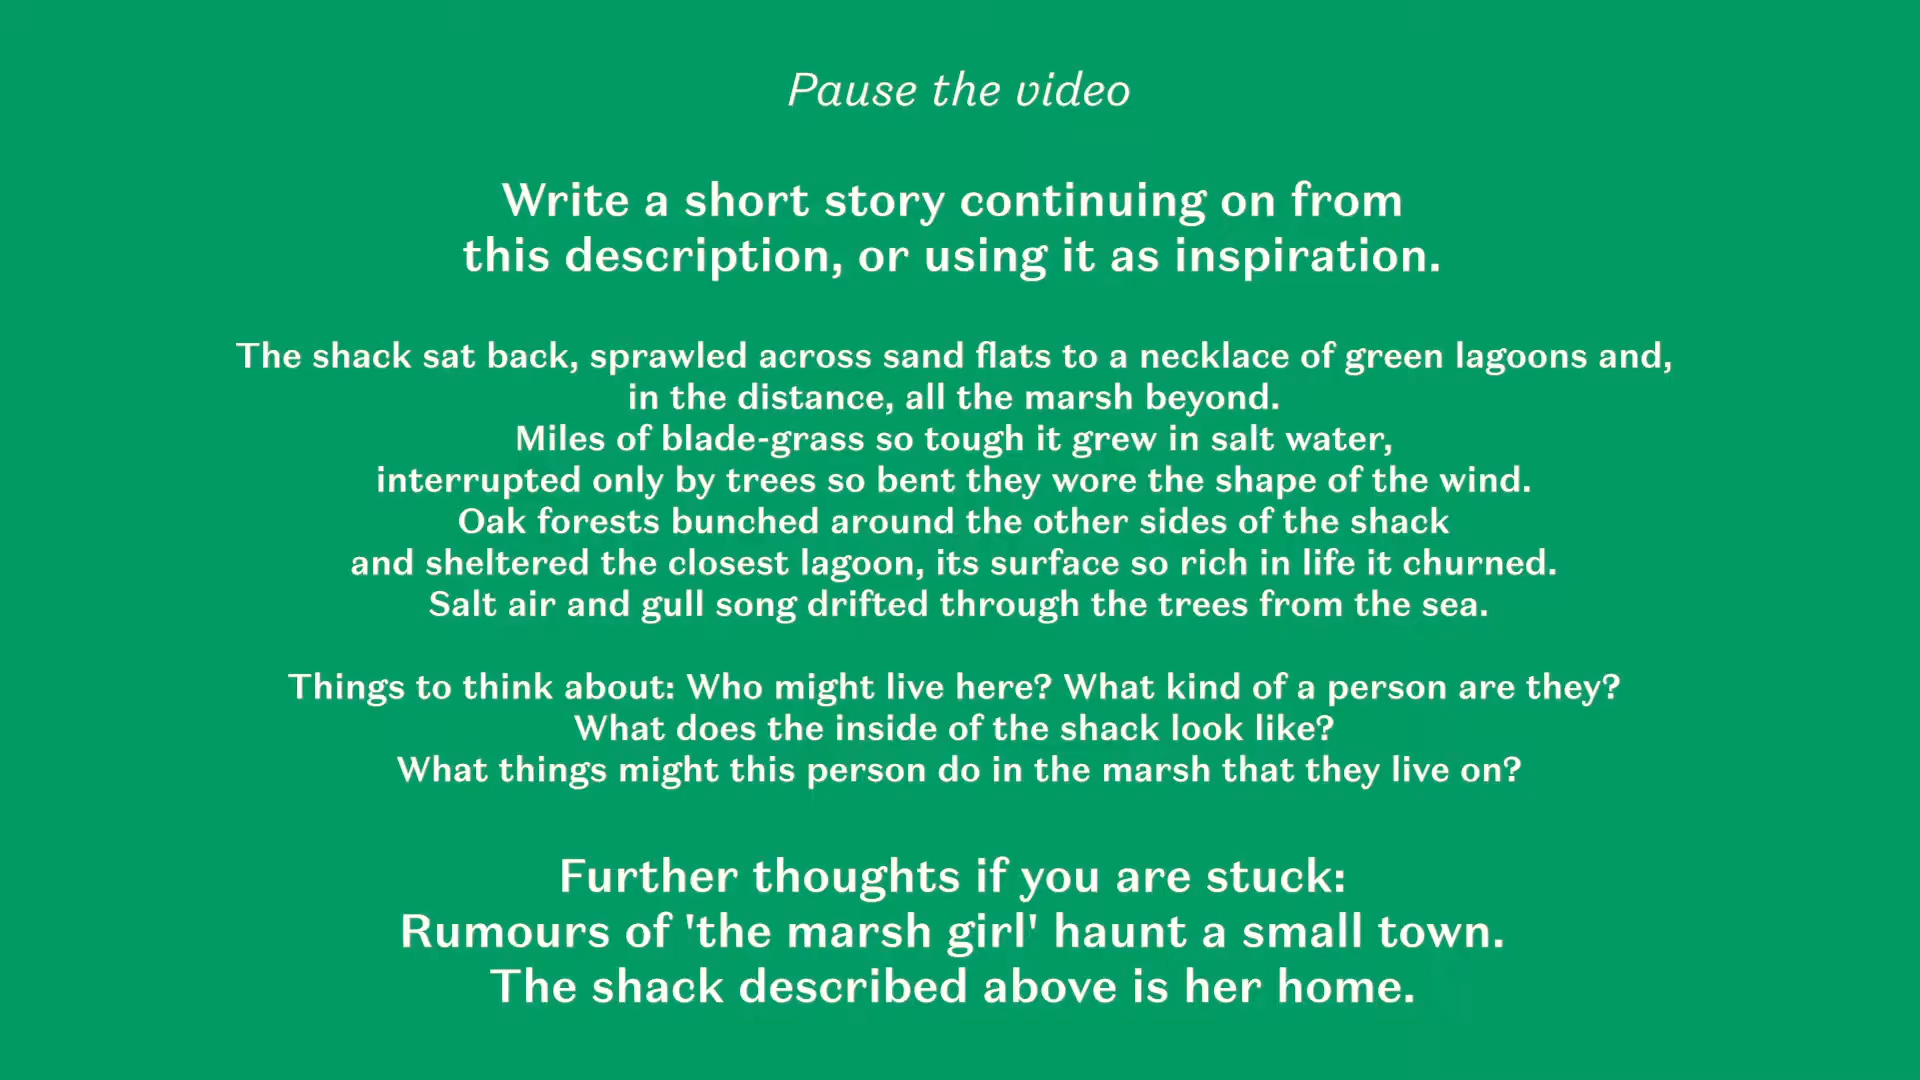 Pause the video
Write a short story continuing on from
this description, or using it as inspiration.
The shack sat back, sprawled across sand flats to a necklace of green lagoons and,
in the distance, all the marsh beyond.
Miles of blade-grass so tough it grew in salt water,
interrupted only by trees so bent they wore the shape of the wind.
Oak forests bunched around the other sides of the shack
and sheltered the closest lagoon, its surface so rich in life it churned.
Salt air and gull song drifted through the trees from the sea.
Things to think about: Who might live here? What kind of a person are they?
What does the inside of the shack look like?
What things might this person do in the marsh that they live on?
Further thoughts if you are stuck:
Rumours of 'the marsh girl' haunt a small town.
The shack described above is her home.